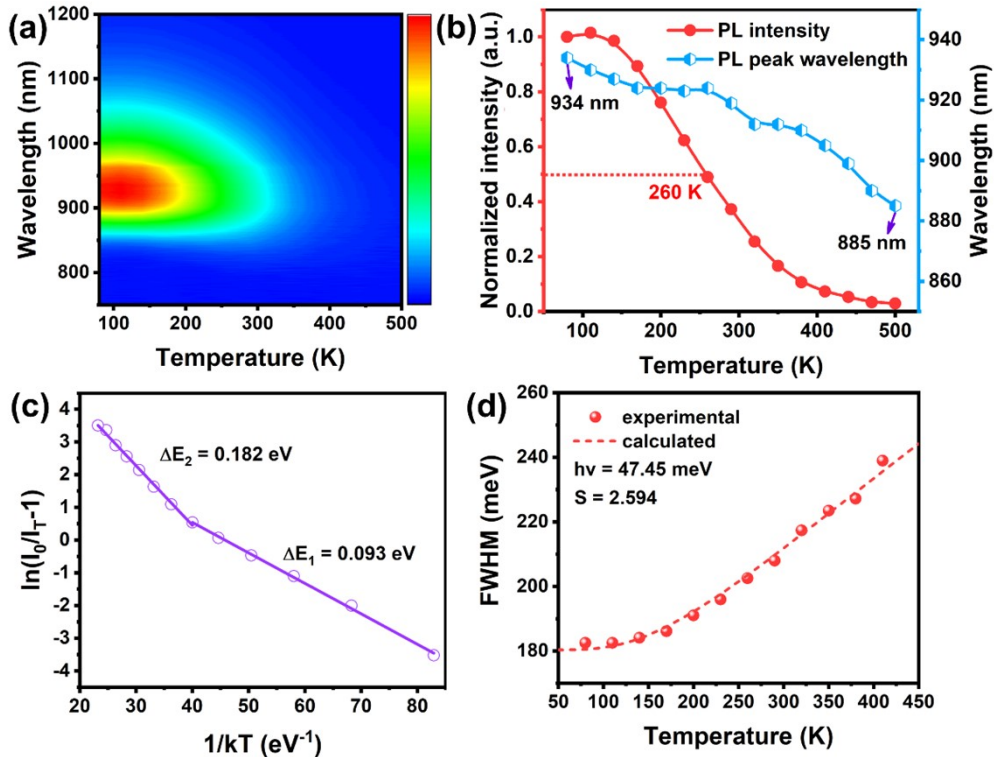 (a)
Wavelength (nm)
1200
1100
1000
900
800
100 200 300 400 500
Temperature (K)
(b)
Normalized intensity (a.u.)
1.0
0.8
0.6
0.4
0.2
0.0
PL intensity
PL peak wavelength
934 nm
260 K
885 nm
940
920
900
880
860
Wavelength (nm)
100 200 300 400 500
Temperature (K)
(c)
ln(I₀/I_T-1)
4
3
2
1
0
-1
-2
-3
-4
ΔE₂ = 0.182 eV
ΔE₁ = 0.093 eV
20 30 40 50 60 70 80
1/kT (eV⁻¹)
(d)
FWHM (meV)
260
240
220
200
180
160
experimental
calculated
hν = 47.45 meV
S = 2.594
50 100 150 200 250 300 350 400 450
Temperature (K)